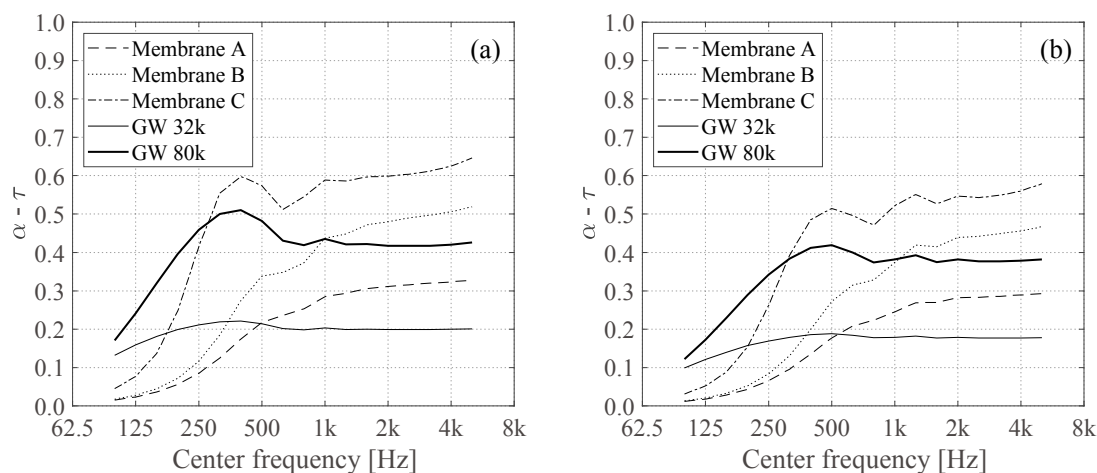 1.0
0.9
0.8
0.7
0.6
0.5
0.4
0.3
0.2
0.1
0.0
α - τ
Membrane A
Membrane B
Membrane C
GW 32k
GW 80k
(a)
62.5 125 250 500 1k 2k 4k 8k
Center frequency [Hz]
1.0
0.9
0.8
0.7
0.6
0.5
0.4
0.3
0.2
0.1
0.0
α - τ
Membrane A
Membrane B
Membrane C
GW 32k
GW 80k
(b)
62.5 125 250 500 1k 2k 4k 8k
Center frequency [Hz]